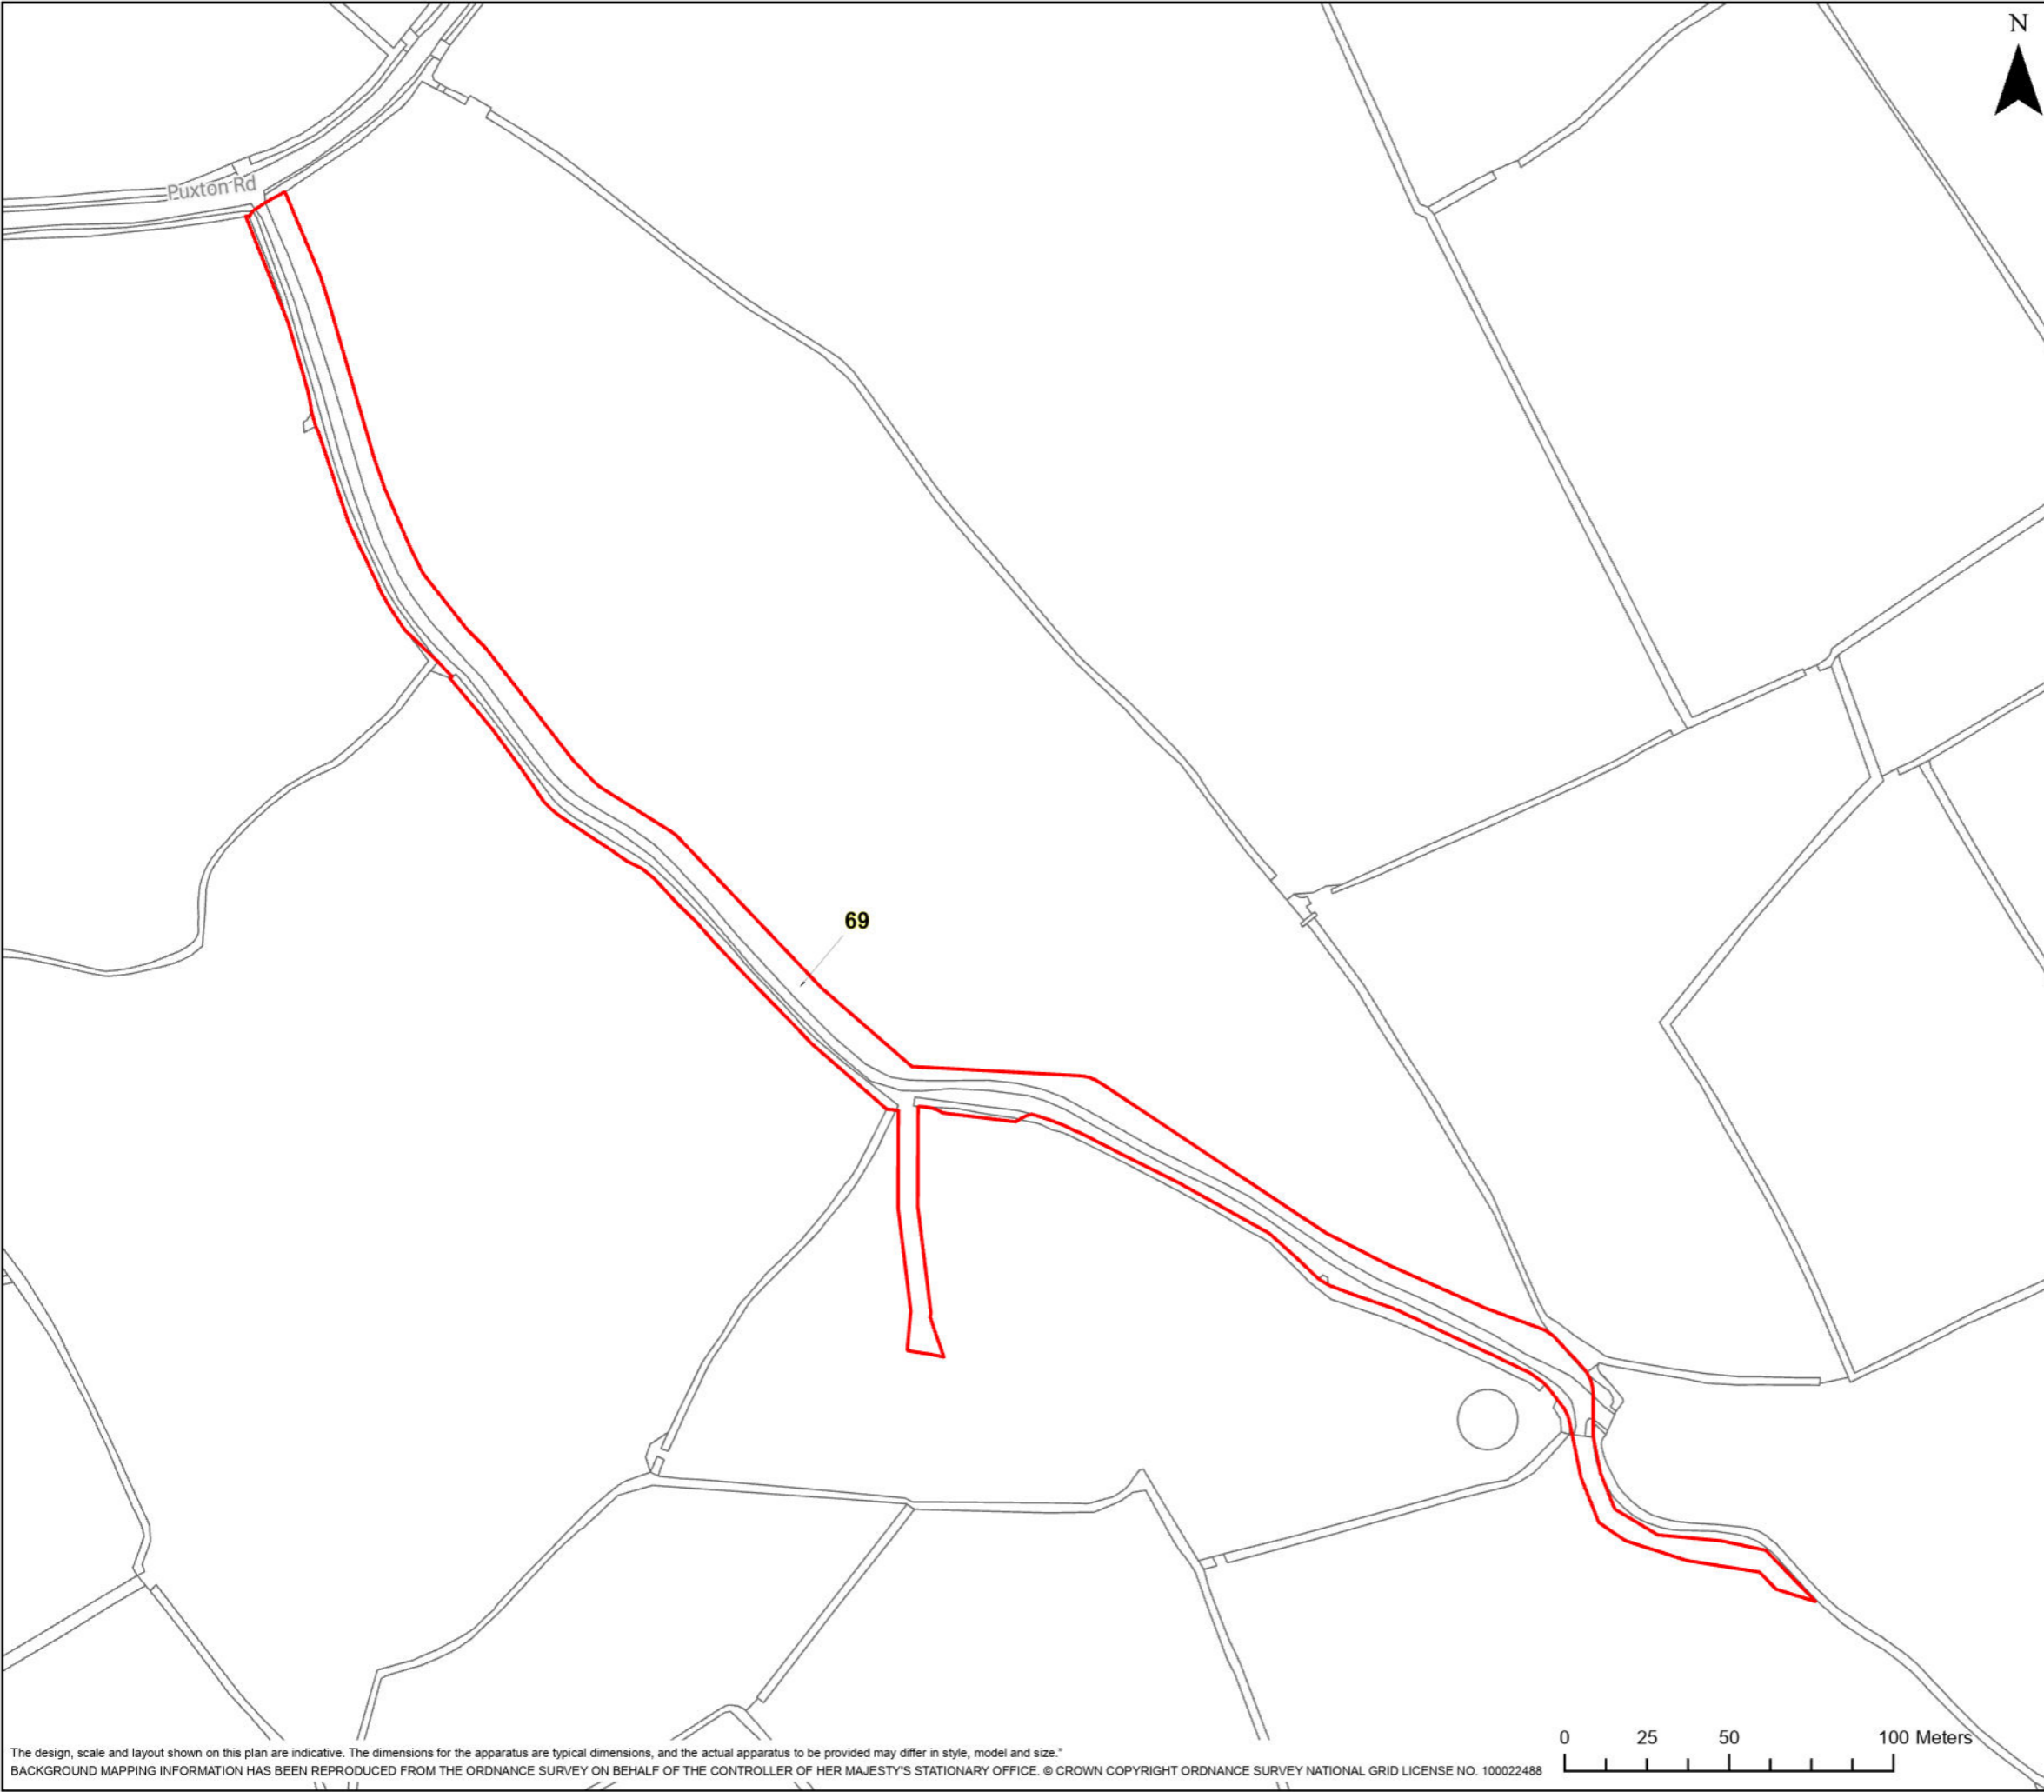 N
Puxton Rd
69
0 25 50 100 Meters
The design, scale and layout shown on this plan are indicative. The dimensions for the apparatus are typical dimensions, and the actual apparatus to be provided may differ in style, model and size."
BACKGROUND MAPPING INFORMATION HAS BEEN REPRODUCED FROM THE ORDNANCE SURVEY ON BEHALF OF THE CONTROLLER OF HER MAJESTY'S STATIONARY OFFICE. © CROWN COPYRIGHT ORDNANCE SURVEY NATIONAL GRID LICENSE NO. 100022488